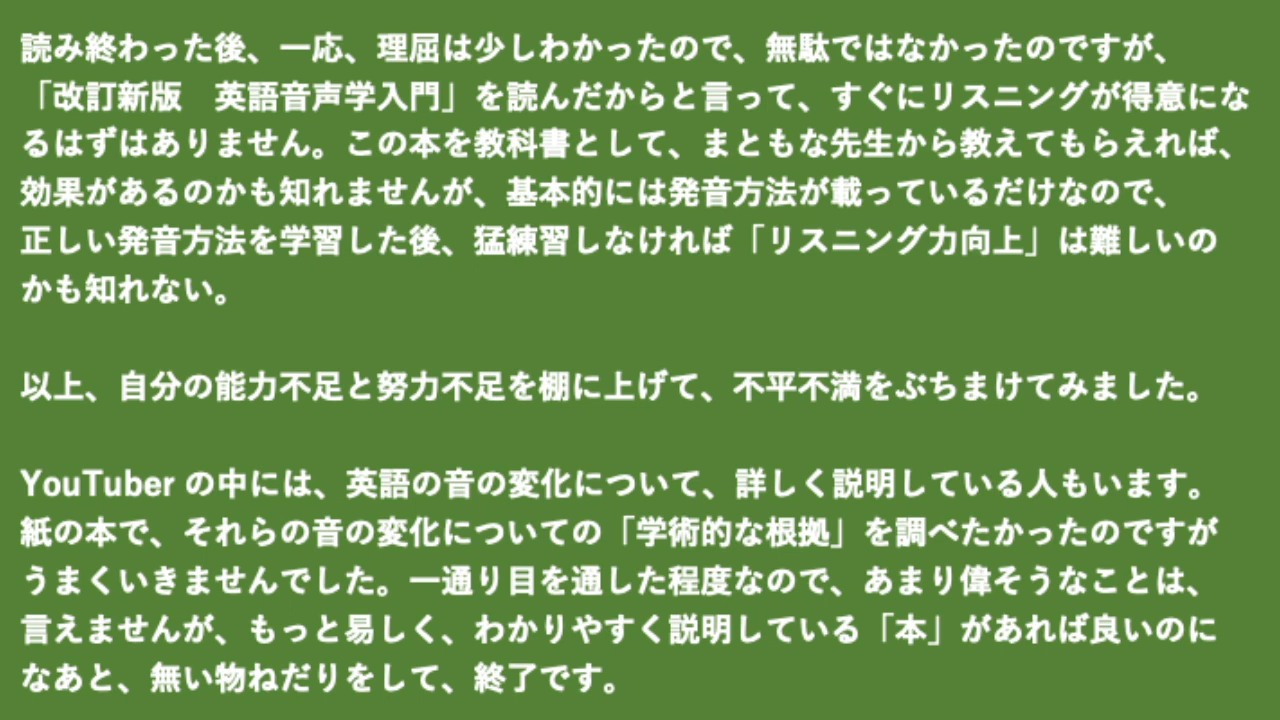 読み終わった後、一応、理屈は少しわかったので、無駄ではなかったのですが、
「改訂新版　英語音声学入門」を読んだからと言って、すぐにリスニングが得意にな
るはずはありません。この本を教科書として、まともな先生から教えてもらえれば、
効果があるのかも知れませんが、基本的には発音方法が載っているだけなので、
正しい発音方法を学習した後、猛練習しなければ「リスニング力向上」は難しいの
かも知れない。
以上、自分の能力不足と努力不足を棚に上げて、不平不満をぶちまけてみました。
YouTuber の中には、英語の音の変化について、詳しく説明している人もいます。
紙の本で、それらの音の変化についての「学術的な根拠」を調べたかったのですが
うまくいきませんでした。一通り目を通した程度なので、あまり偉そうなことは、
言えませんが、もっと易しく、わかりやすく説明している「本」があれば良いのに
なあと、無い物ねだりをして、終了です。